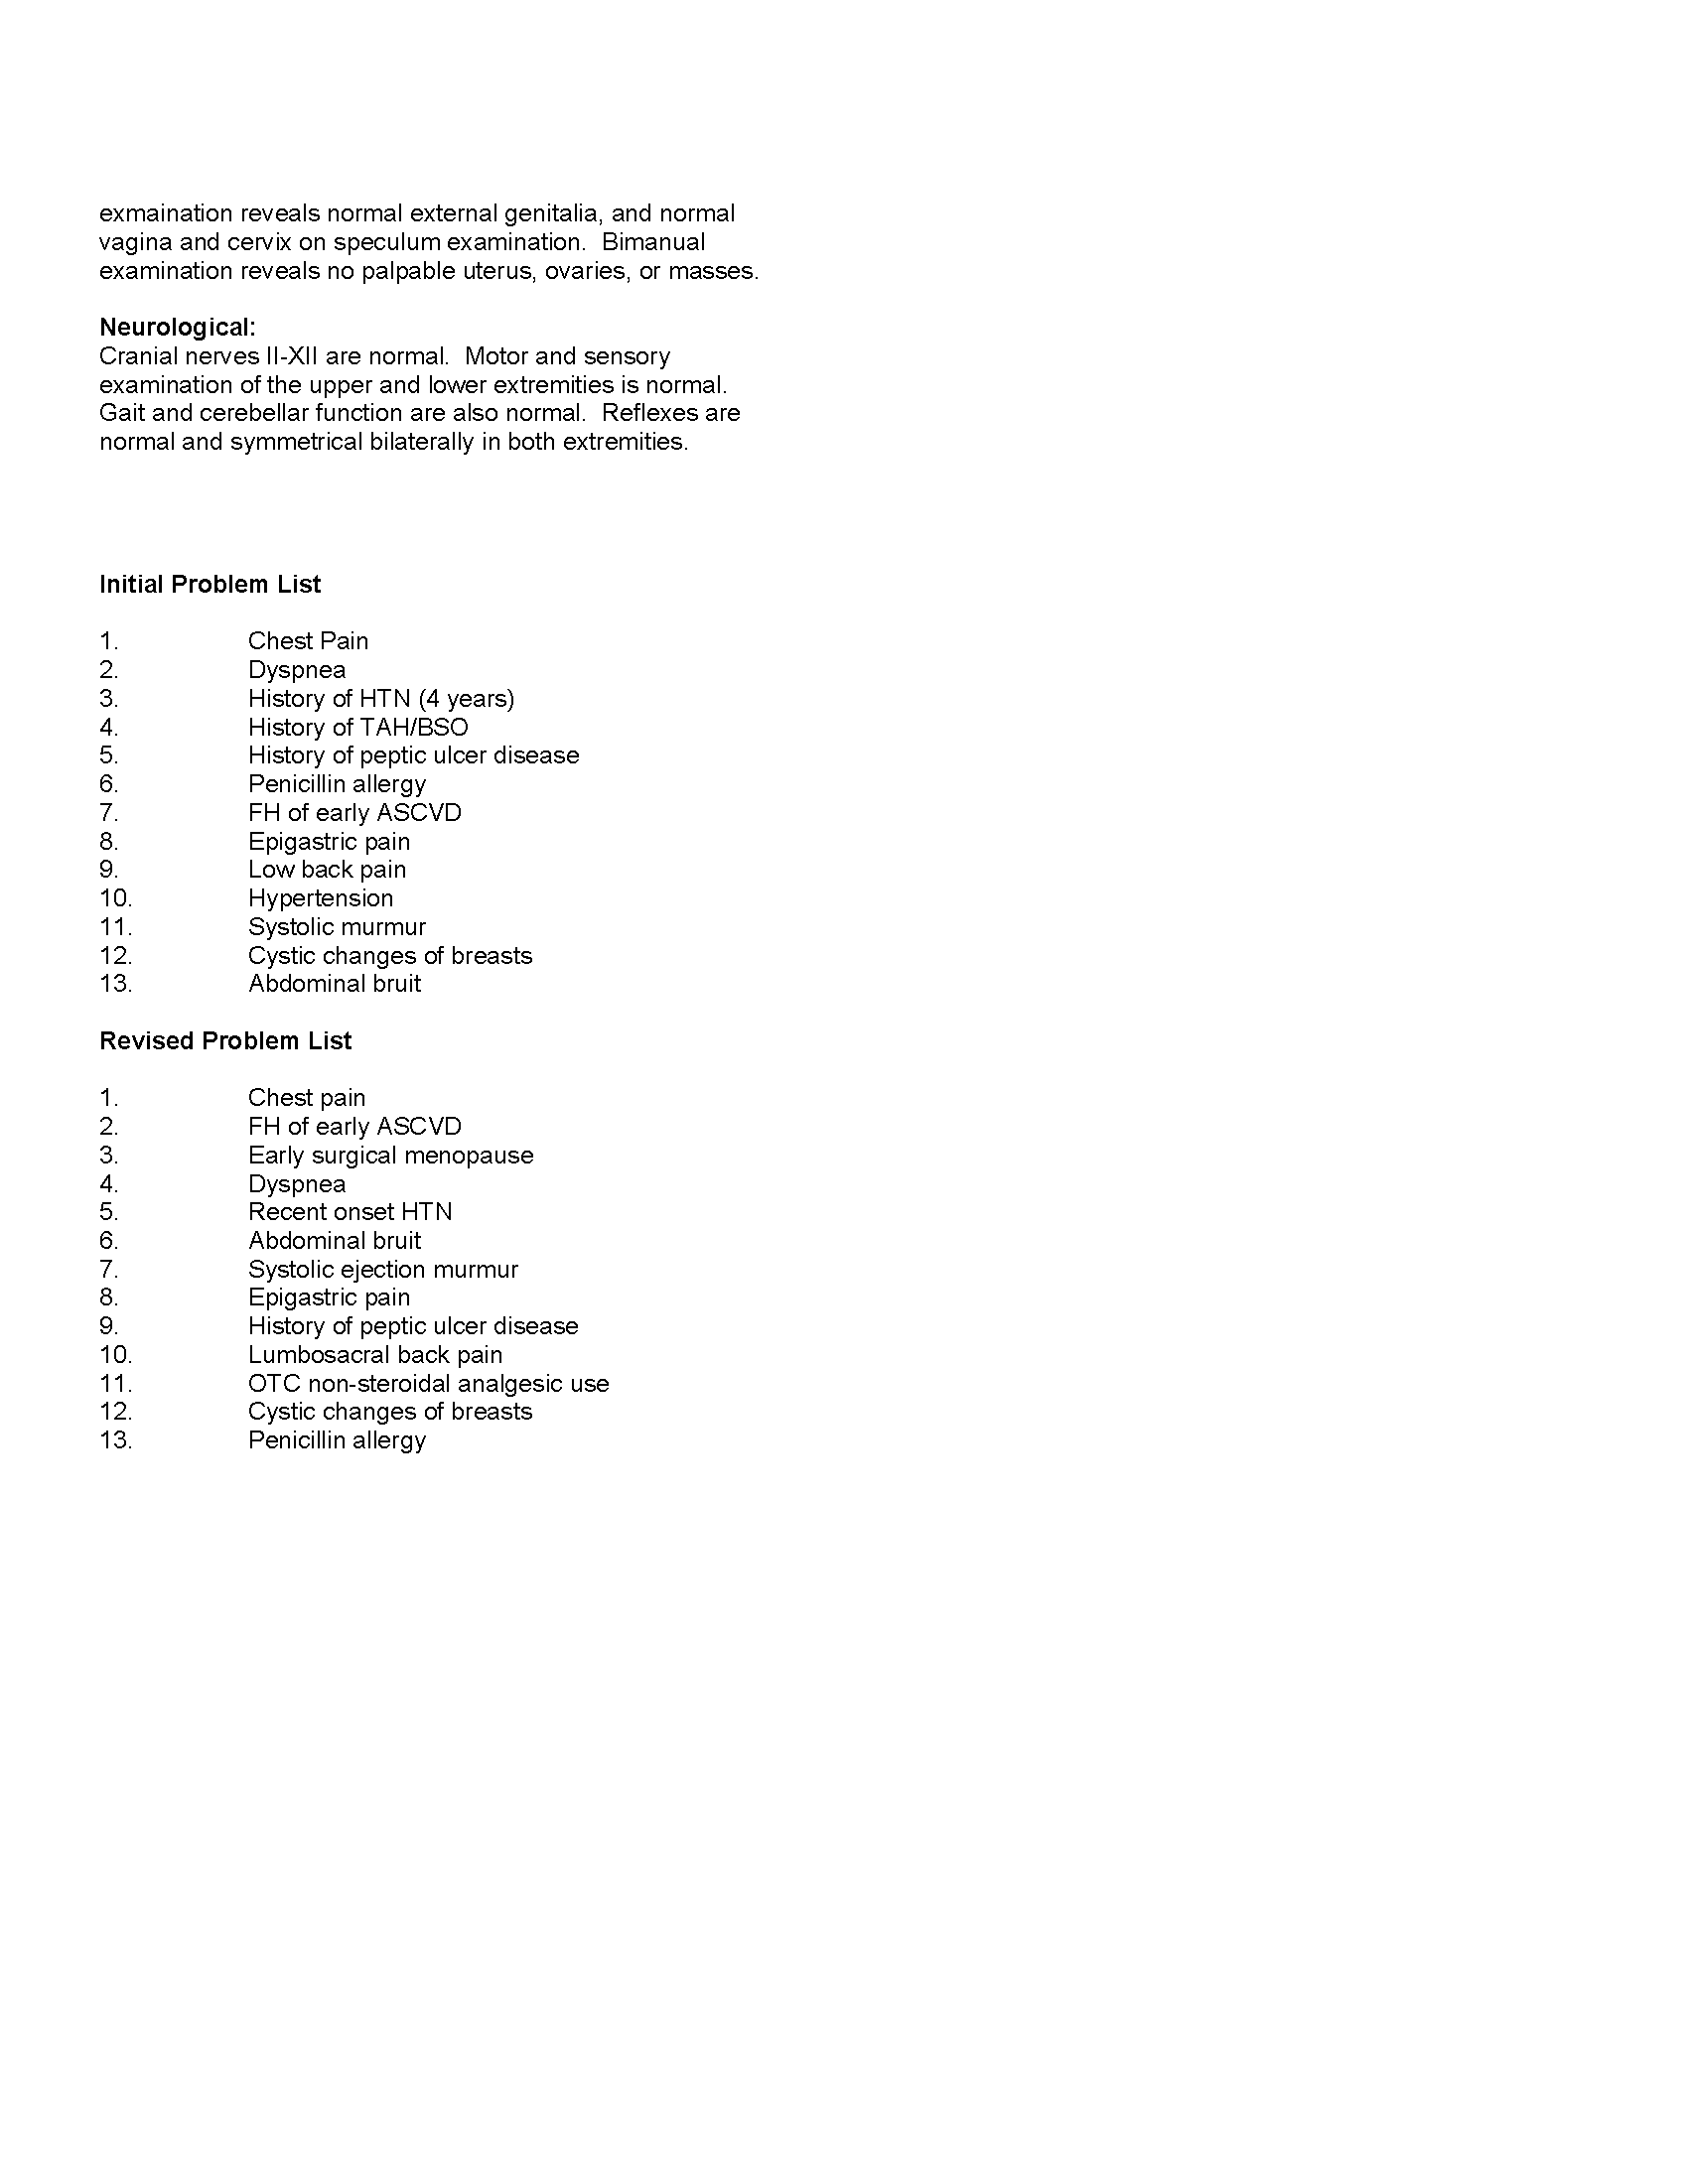 exmaination reveals normal external genitalia, and normal
vagina and cervix on speculum examination.  Bimanual
examination reveals no palpable uterus, ovaries, or masses.
Neurological:
Cranial nerves II-XII are normal.  Motor and sensory
examination of the upper and lower extremities is normal.
Gait and cerebellar function are also normal.  Reflexes are
normal and symmetrical bilaterally in both extremities.
Initial Problem List
1. Chest Pain
2. Dyspnea
3. History of HTN (4 years)
4. History of TAH/BSO
5. History of peptic ulcer disease
6. Penicillin allergy
7. FH of early ASCVD
8. Epigastric pain
9. Low back pain
10. Hypertension
11. Systolic murmur
12. Cystic changes of breasts
13. Abdominal bruit
Revised Problem List
1. Chest pain
2. FH of early ASCVD
3. Early surgical menopause
4. Dyspnea
5. Recent onset HTN
6. Abdominal bruit
7. Systolic ejection murmur
8. Epigastric pain
9. History of peptic ulcer disease
10. Lumbosacral back pain
11. OTC non-steroidal analgesic use
12. Cystic changes of breasts
13. Penicillin allergy